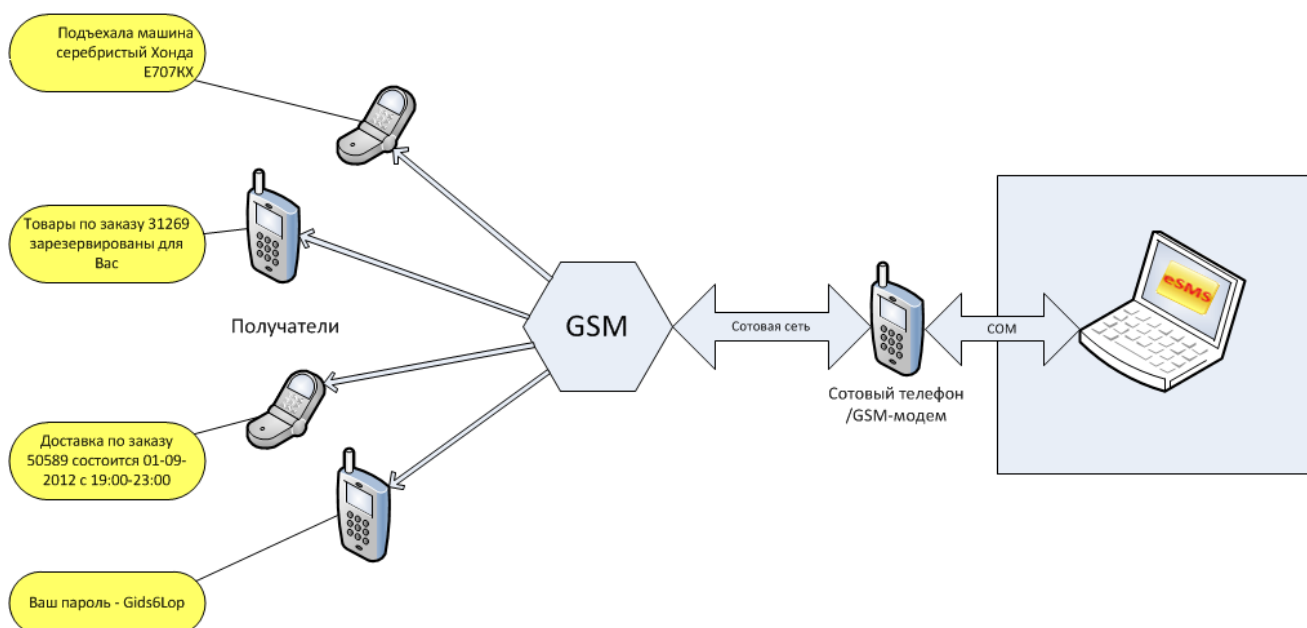 Подъехала машина
серебристый Хонда
Е707КХ
Товары по заказу 31269
зарезервированы для
Вас
Получатели
Доставка по заказу
50589 состоится 01-09-
2012 с 19:00-23:00
Ваш пароль - Gids6Lop
GSM
Сотовая сеть
Сотовый телефон
/GSM-модем
COM
eSMS